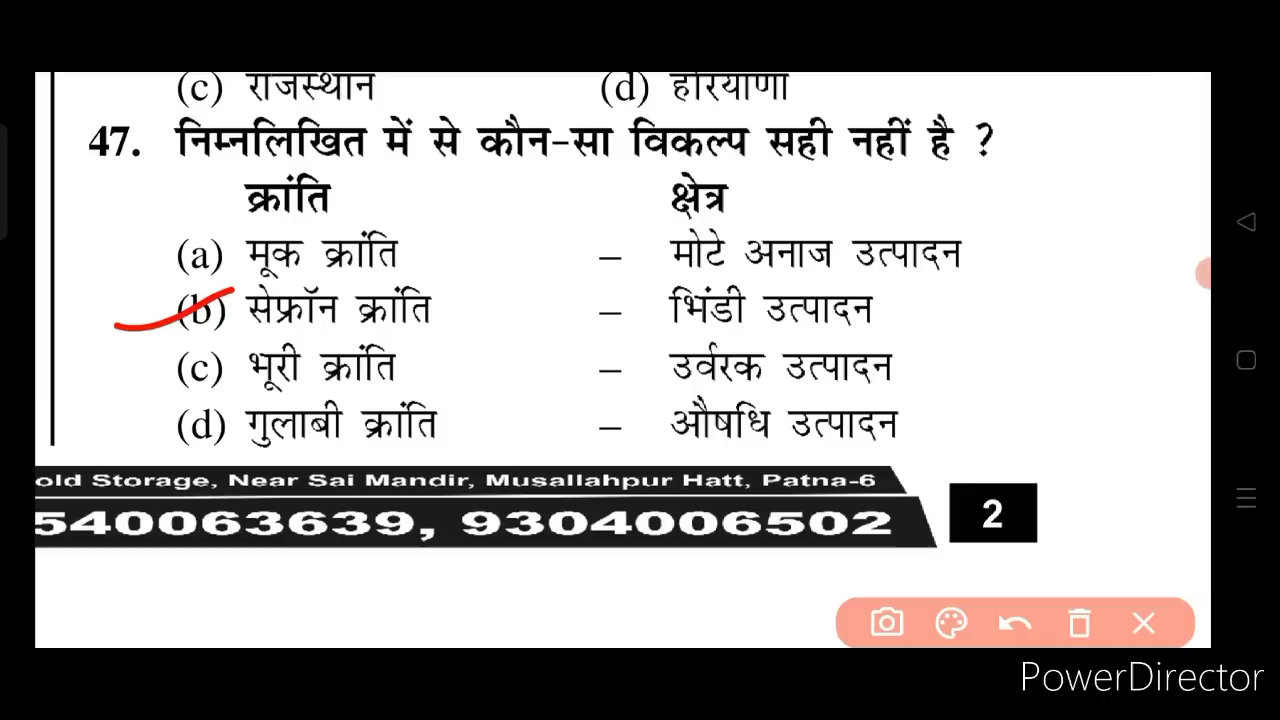 (c) राजस्थान (d) हरियाणा
47. निम्नलिखित में से कौन-सा विकल्प सही नहीं है ?
क्रांति क्षेत्र
(a) मूक क्रांति – मोटे अनाज उत्पादन
(b) सेफ्रॉन क्रांति – भिंडी उत्पादन
(c) भूरी क्रांति – उर्वरक उत्पादन
(d) गुलाबी क्रांति – औषधि उत्पादन
old Storage, Near Sai Mandir, Musallahpur Hatt, Patna-6
540063639, 9304006502
2
PowerDirector